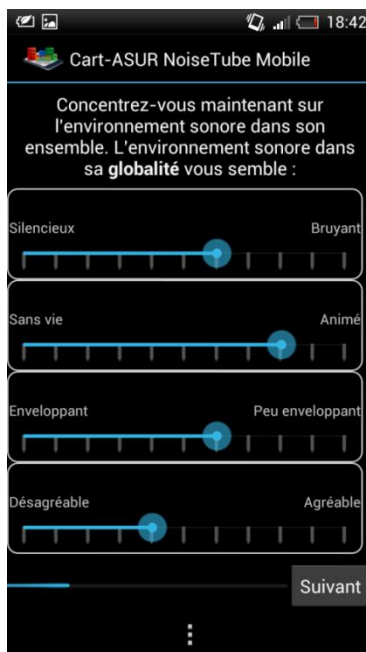 18:42
Cart-ASUR NoiseTube Mobile
Concentrez-vous maintenant sur
l'environnement sonore dans son
ensemble. L'environnement sonore dans
sa globalité vous semble :
Silencieux Bruyant
Sans vie Animé
Enveloppant Peu enveloppant
Désagréable Agréable
Suivant